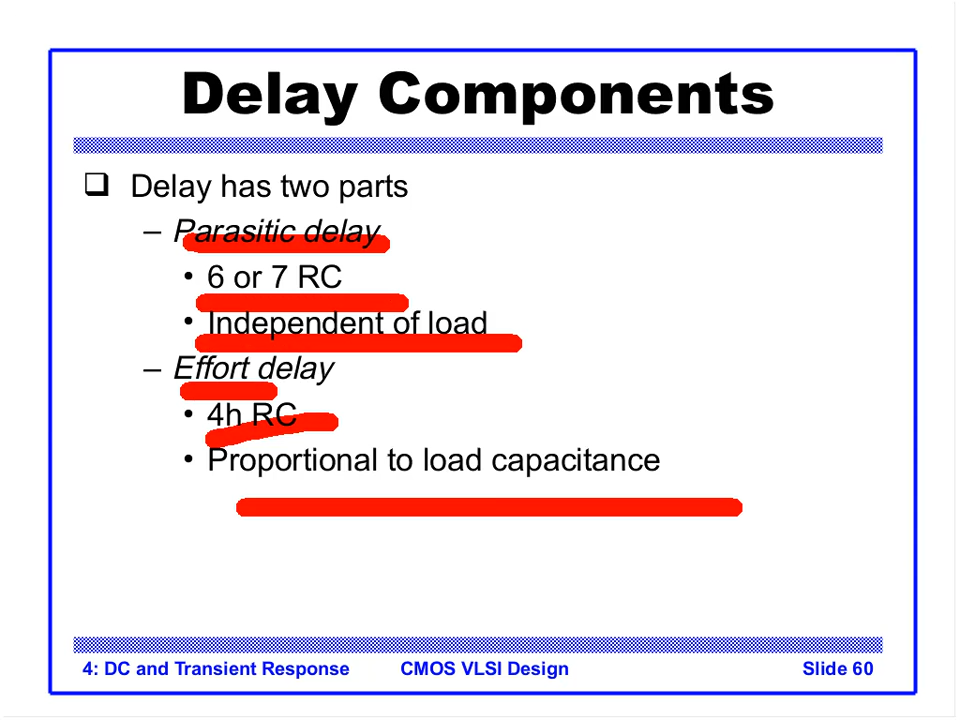 Delay Components
❑ Delay has two parts
– Parasitic delay
• 6 or 7 RC
• Independent of load
– Effort delay
• 4h RC
• Proportional to load capacitance
4: DC and Transient Response CMOS VLSI Design Slide 60